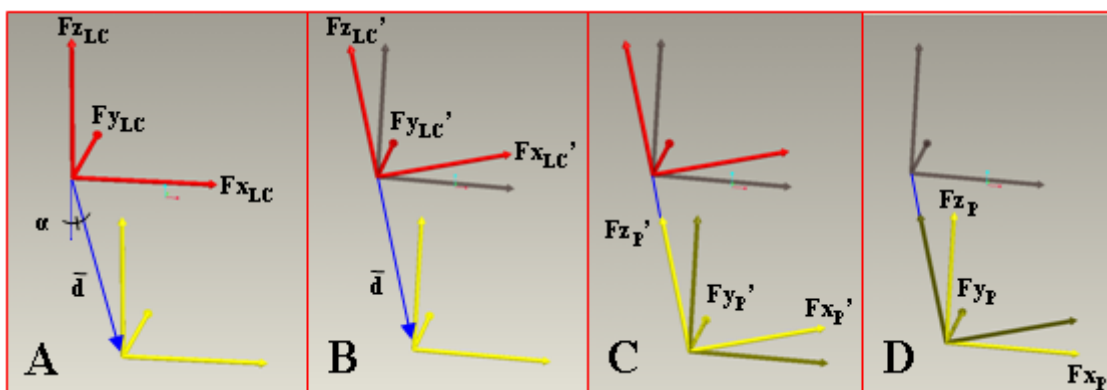 Fz_LC
Fy_LC
Fx_LC
α
d̄
A
Fz_LC’
Fy_LC’
Fx_LC’
d̄
B
Fz_P’
Fy_P’
Fx_P’
C
Fz_P
Fy_P
Fx_P
D